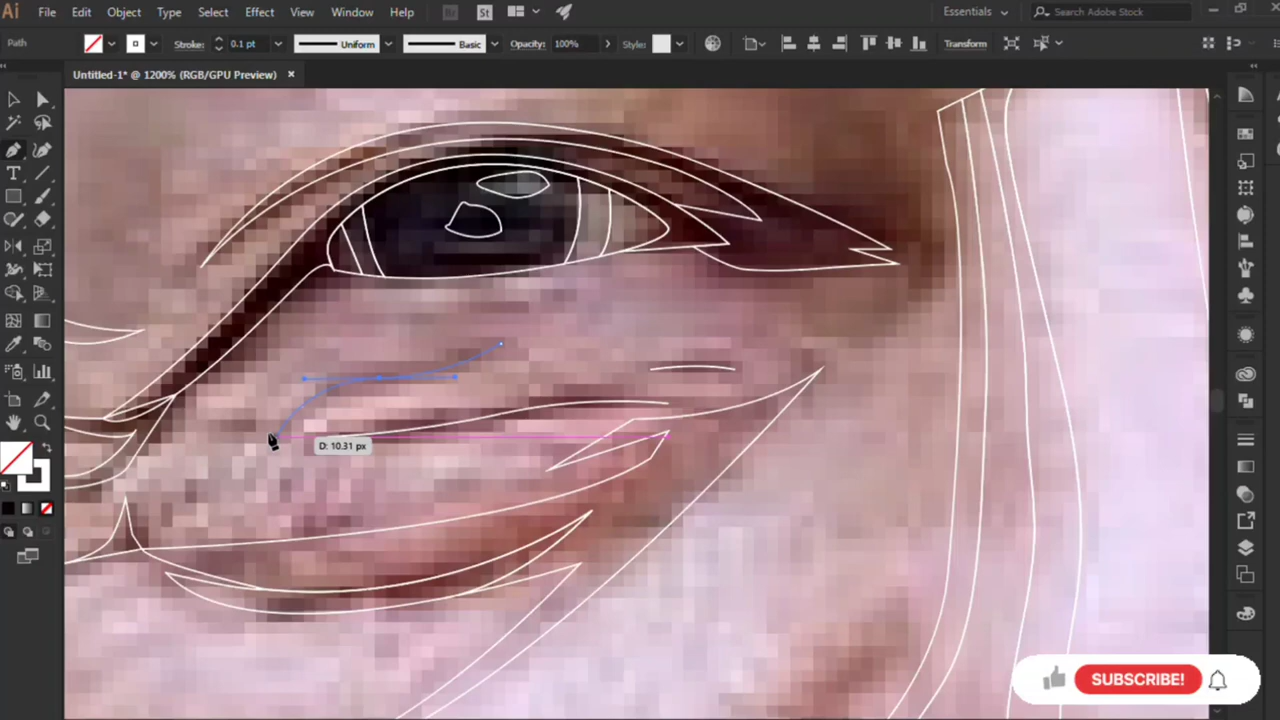 Ai File Edit Object Type Select Effect View Window Help Br St Essentials Search Adobe Stock
Path Stroke: 0.1 pt Uniform Basic Opacity: 100% Style: Transform
Untitled-1* @ 1200% (RGB/GPU Preview) ×
D: 10.31 px
SUBSCRIBE!